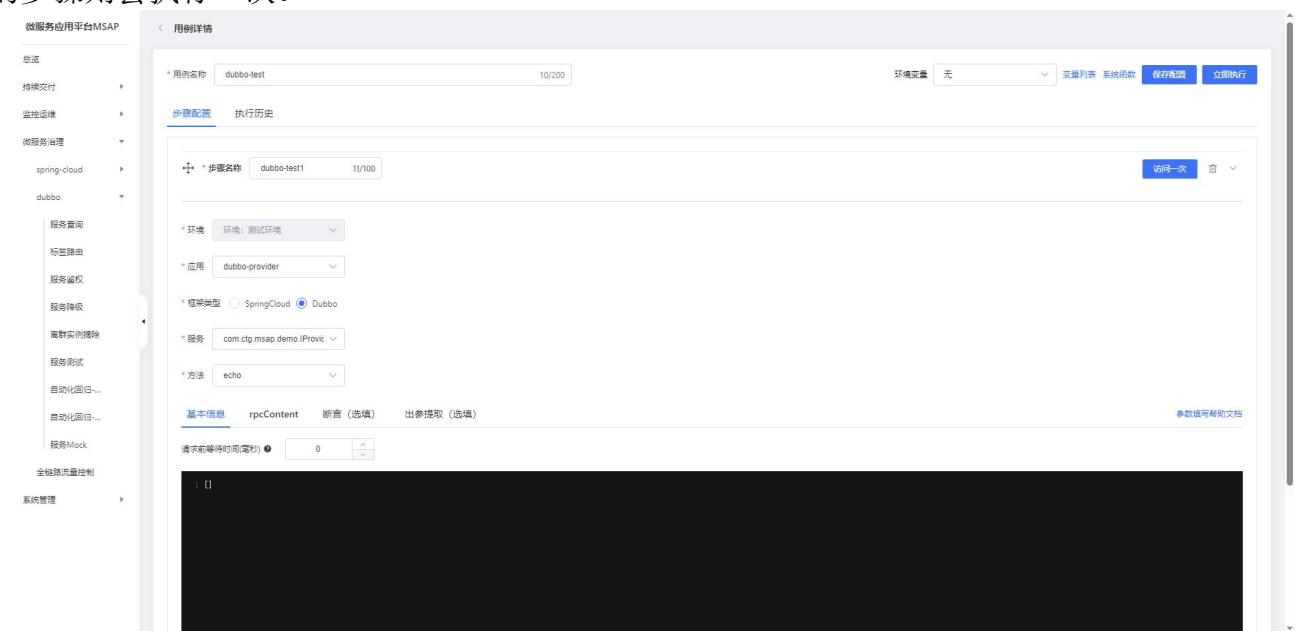 微服务应用平台MSAP
用例详情
总览
持续交付
监控运维
微服务治理
spring-cloud
dubbo
服务查询
标签路由
服务鉴权
服务降级
离群实例摘除
服务测试
自动化回归-...
自动化回归-...
服务Mock
全链路流量控制
系统管理
* 用例名称 dubbo-test 10/200
环境变量 无 变量列表 系统函数 保存配置 立即执行
步骤配置 执行历史
* 步骤名称 dubbo-test1 11/100 访问一次
* 环境 环境：测试环境
* 应用 dubbo-provider
* 框架类型 SpringCloud Dubbo
* 服务 com.ctg.msap.demo.IProvic
* 方法 echo
基本信息 rpcContent 断言（选填） 出参提取（选填） 参数填写帮助文档
请求前等待时间(毫秒) 0
1 []